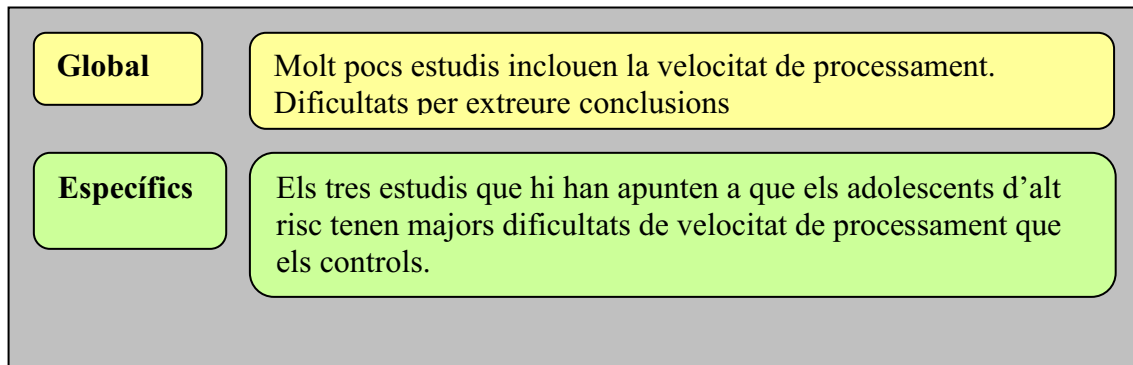 Global
Molt pocs estudis inclouen la velocitat de processament.
Dificultats per extreure conclusions
Específics
Els tres estudis que hi han apunten a que els adolescents d’alt
risc tenen majors dificultats de velocitat de processament que
els controls.